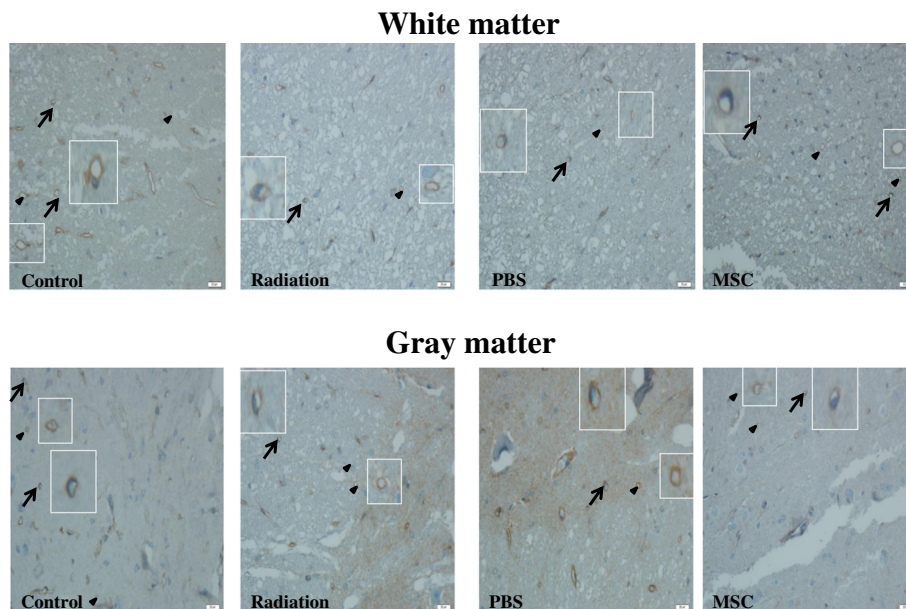 White matter
Control
Radiation
PBS
MSC
Gray matter
Control
Radiation
PBS
MSC